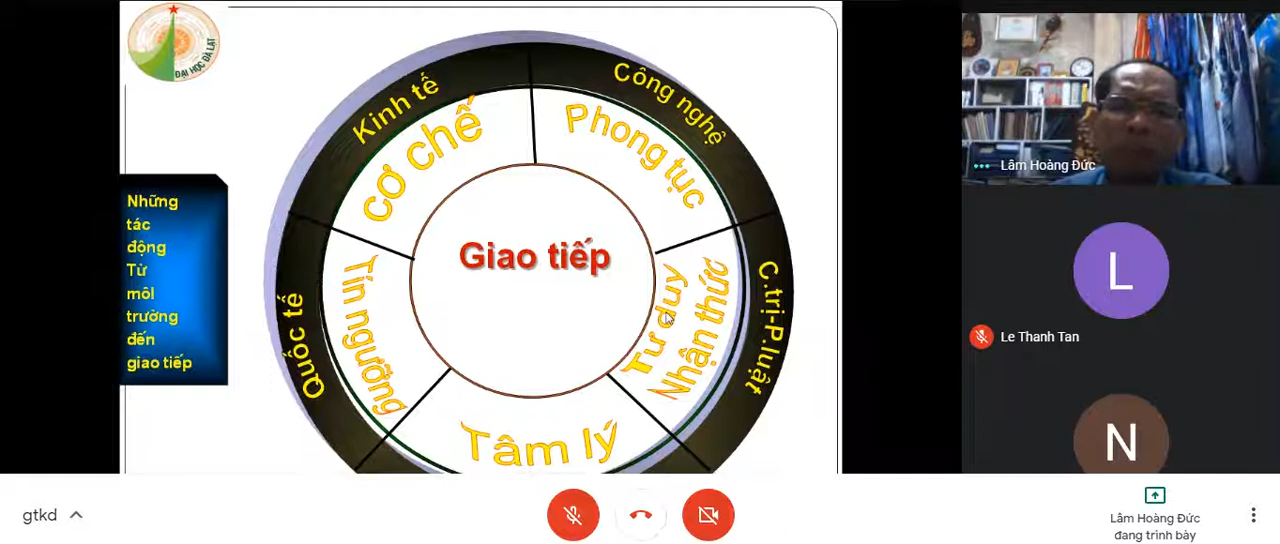 ĐẠI HỌC ĐÀ LẠT
Những
tác
động
Từ
môI
trường
đến
giao tiếp
Kinh tế
Công nghệ
C.trị-P.luật
Quốc tế
cơ chế
Phong tục
Tư duy
Nhận thức
Tâm lý
Tín ngưỡng
Giao tiếp
Lâm Hoàng Đức
L
Le Thanh Tan
N
gtkd
Lâm Hoàng Đức
đang trình bày